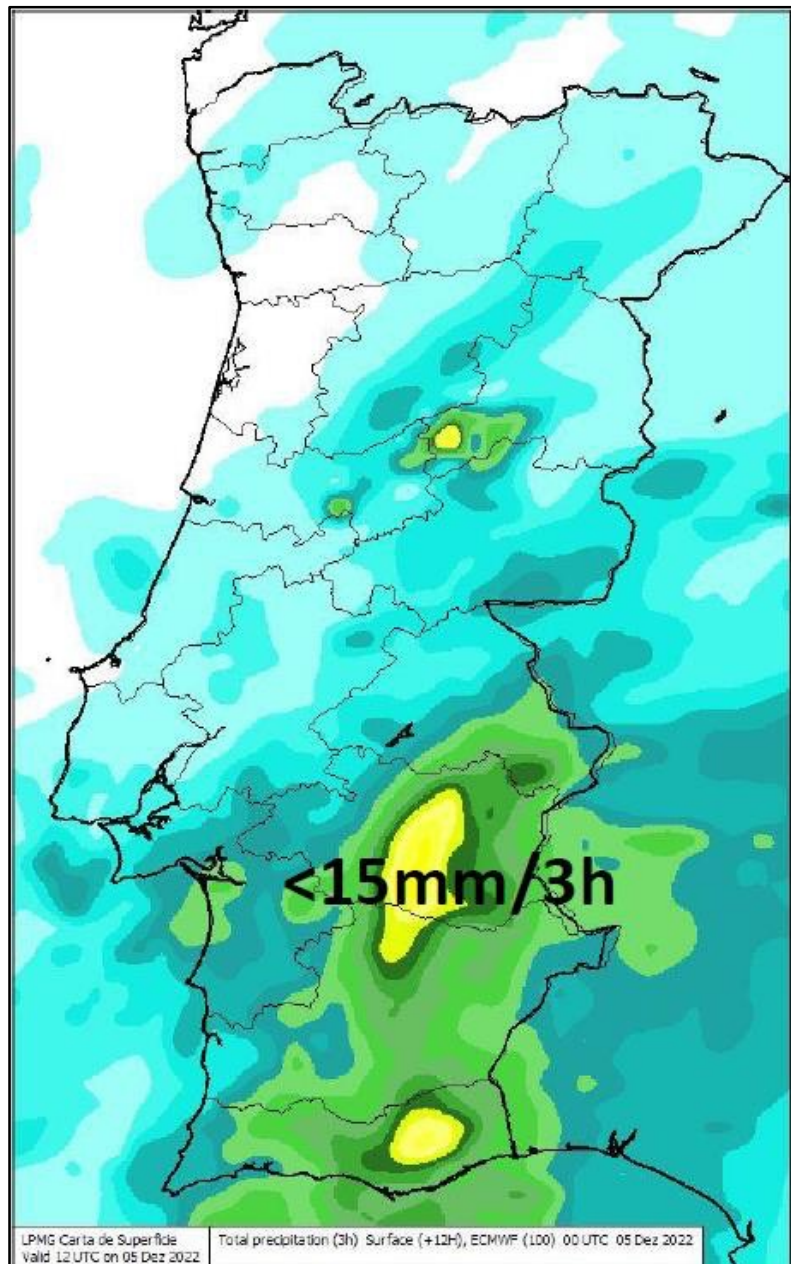 <15mm/3h
LPMG Carta de Superfície
Valid 12 UTC on 05 Dez 2022
Total precipitation (3h) Surface (+12H), ECMWF (100) 00 UTC 05 Dez 2022